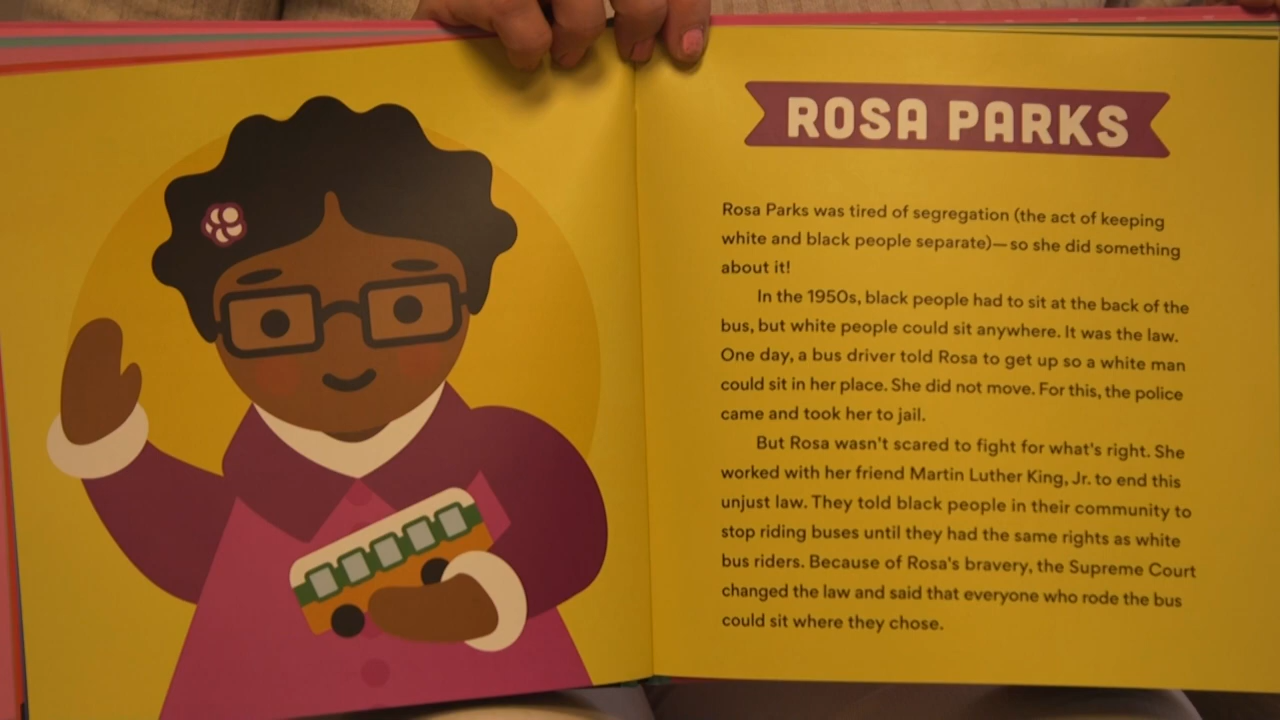 ROSA PARKS
Rosa Parks was tired of segregation (the act of keeping
white and black people separate)—so she did something
about it!
In the 1950s, black people had to sit at the back of the
bus, but white people could sit anywhere. It was the law.
One day, a bus driver told Rosa to get up so a white man
could sit in her place. She did not move. For this, the police
came and took her to jail.
But Rosa wasn't scared to fight for what's right. She
worked with her friend Martin Luther King, Jr. to end this
unjust law. They told black people in their community to
stop riding buses until they had the same rights as white
bus riders. Because of Rosa's bravery, the Supreme Court
changed the law and said that everyone who rode the bus
could sit where they chose.